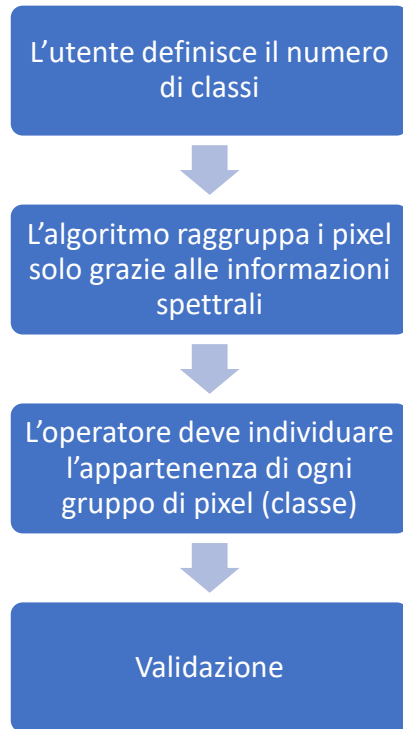 L’utente definisce il numero
di classi
L’algoritmo raggruppa i pixel
solo grazie alle informazioni
spettrali
L’operatore deve individuare
l’appartenenza di ogni
gruppo di pixel (classe)
Validazione